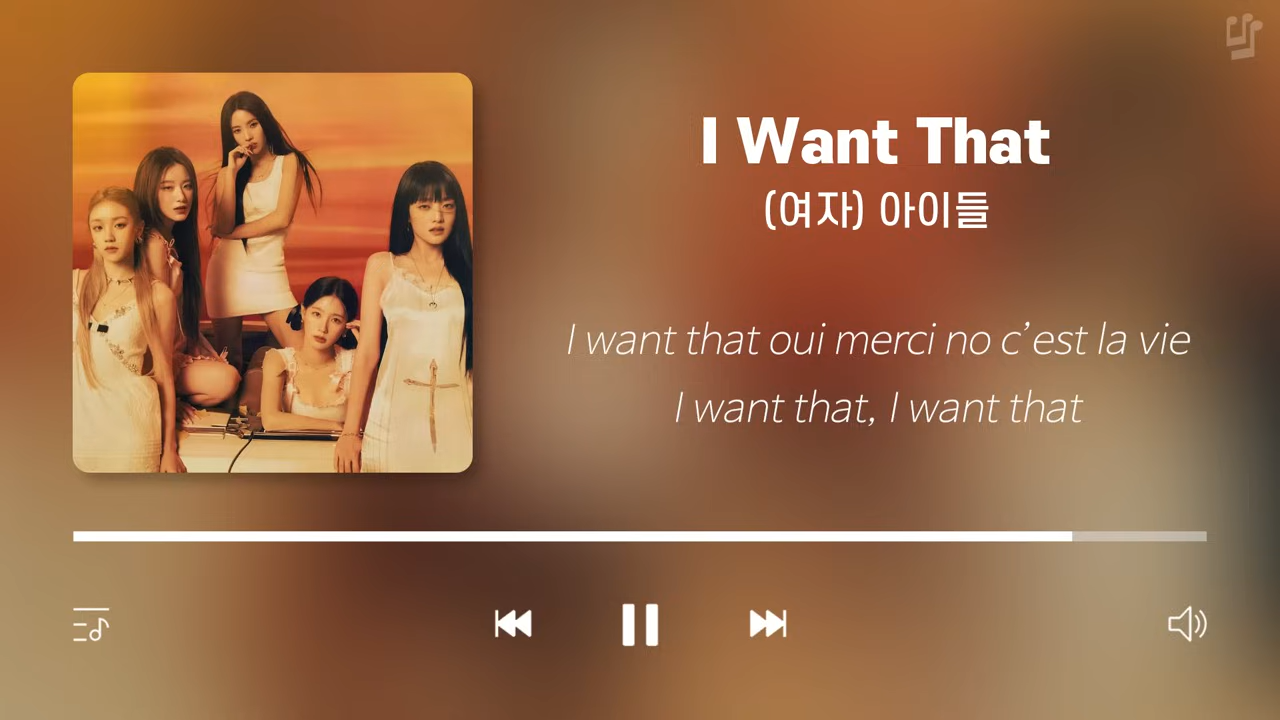 I Want That
(여자) 아이들
I want that oui merci no c’est la vie
I want that, I want that